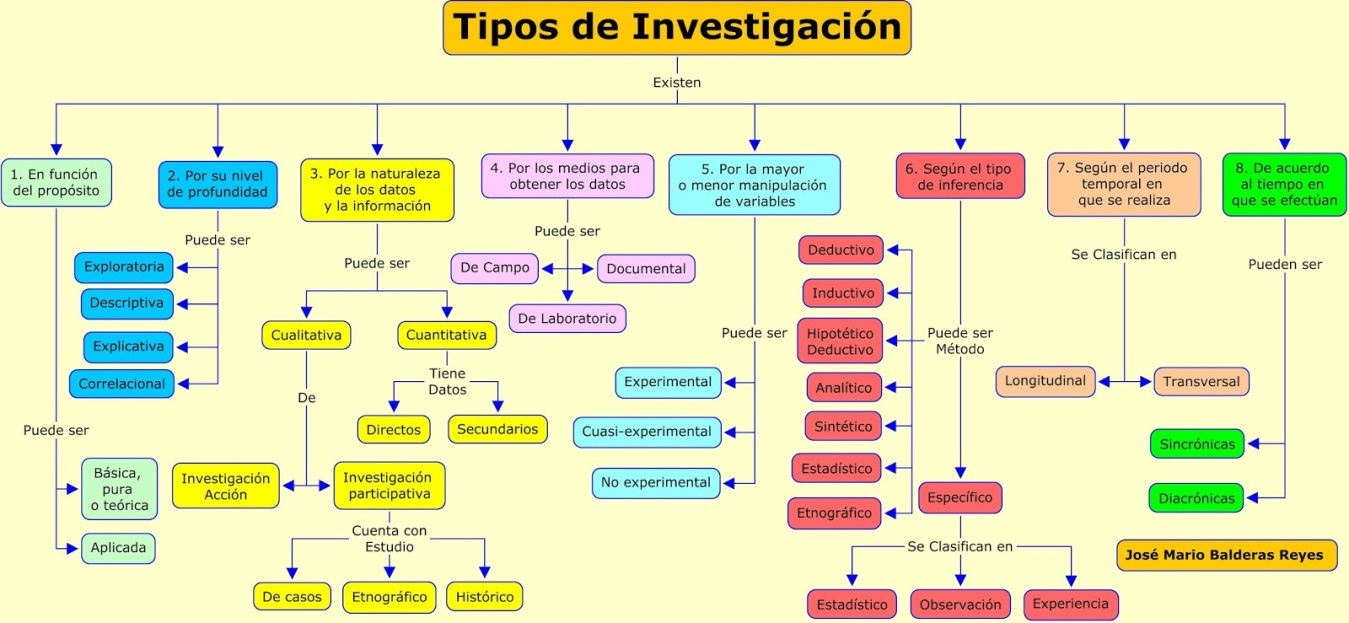 Tipos de Investigación
Existen
1. En función
del propósito
Puede ser
Básica,
pura
o teórica
Aplicada
2. Por su nivel
de profundidad
Puede ser
Exploratoria
Descriptiva
Explicativa
Correlacional
3. Por la naturaleza
de los datos
y la información
Puede ser
Cualitativa
Cuantitativa
Tiene
Datos
Directos
Secundarios
De
Investigación
Acción
Investigación
participativa
Cuenta con
Estudio
De casos
Etnográfico
Histórico
4. Por los medios para
obtener los datos
Puede ser
De Campo
Documental
De Laboratorio
5. Por la mayor
o menor manipulación
de variables
Puede ser
Experimental
Cuasi-experimental
No experimental
6. Según el tipo
de inferencia
Puede ser
Método
Deductivo
Inductivo
Hipotético
Deductivo
Analítico
Sintético
Estadístico
Etnográfico
Específico
Se Clasifican en
Estadístico
Observación
Experiencia
7. Según el periodo
temporal en
que se realiza
Se Clasifican en
Longitudinal
Transversal
8. De acuerdo
al tiempo en
que se efectúan
Pueden ser
Sincrónicas
Diacrónicas
José Mario Balderas Reyes